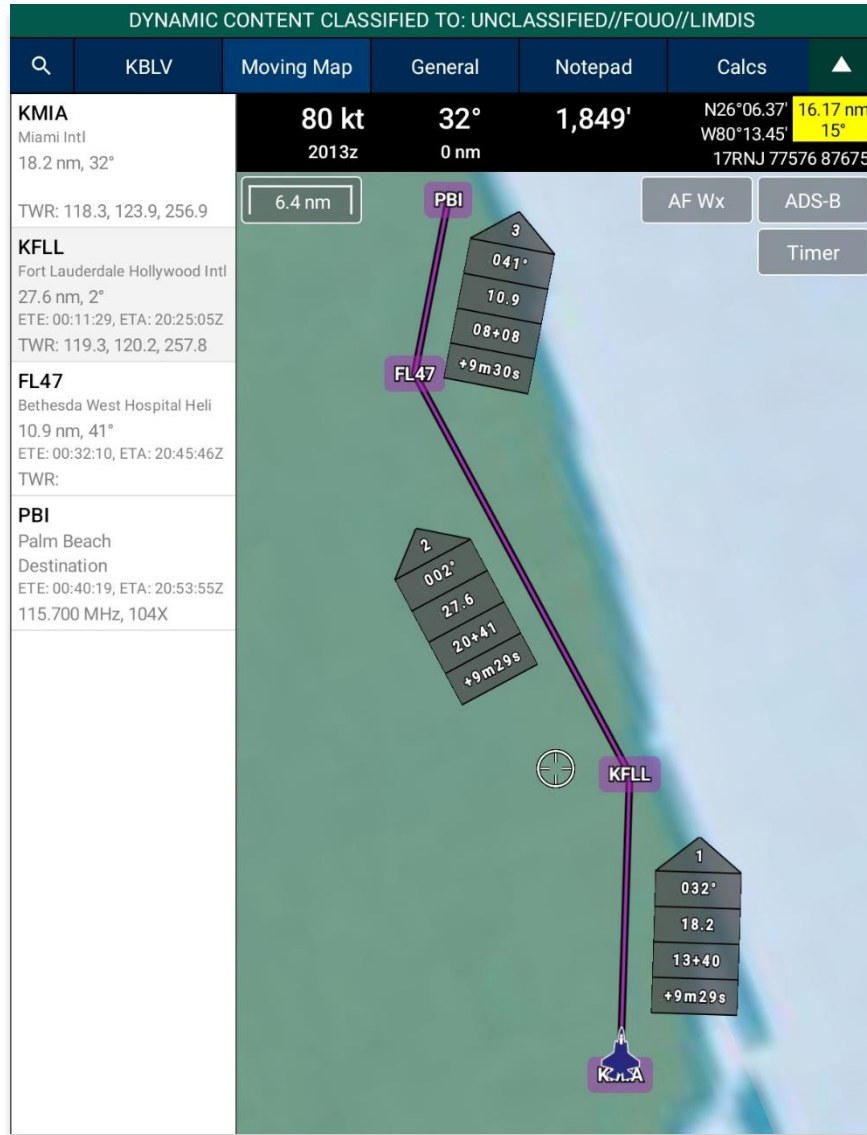 DYNAMIC CONTENT CLASSIFIED TO: UNCLASSIFIED//FOUO//LIMDIS
KBLV
Moving Map
General
Notepad
Calcs
80 kt
2013z
32°
0 nm
1,849'
N26°06.37'
W80°13.45'
17RNJ 77576 87675
16.17 nm
15°
KMIA
Miami Intl
18.2 nm, 32°
TWR: 118.3, 123.9, 256.9
KFLL
Fort Lauderdale Hollywood Intl
27.6 nm, 2°
ETE: 00:11:29, ETA: 20:25:05Z
TWR: 119.3, 120.2, 257.8
FL47
Bethesda West Hospital Heli
10.9 nm, 41°
ETE: 00:32:10, ETA: 20:45:46Z
TWR:
PBI
Palm Beach
Destination
ETE: 00:40:19, ETA: 20:53:55Z
115.700 MHz, 104X
6.4 nm
AF Wx
ADS-B
Timer
PBI
3
041°
10.9
08+08
+9m30s
FL47
2
002°
27.6
20+41
+9m29s
KFLL
1
032°
18.2
13+40
+9m29s